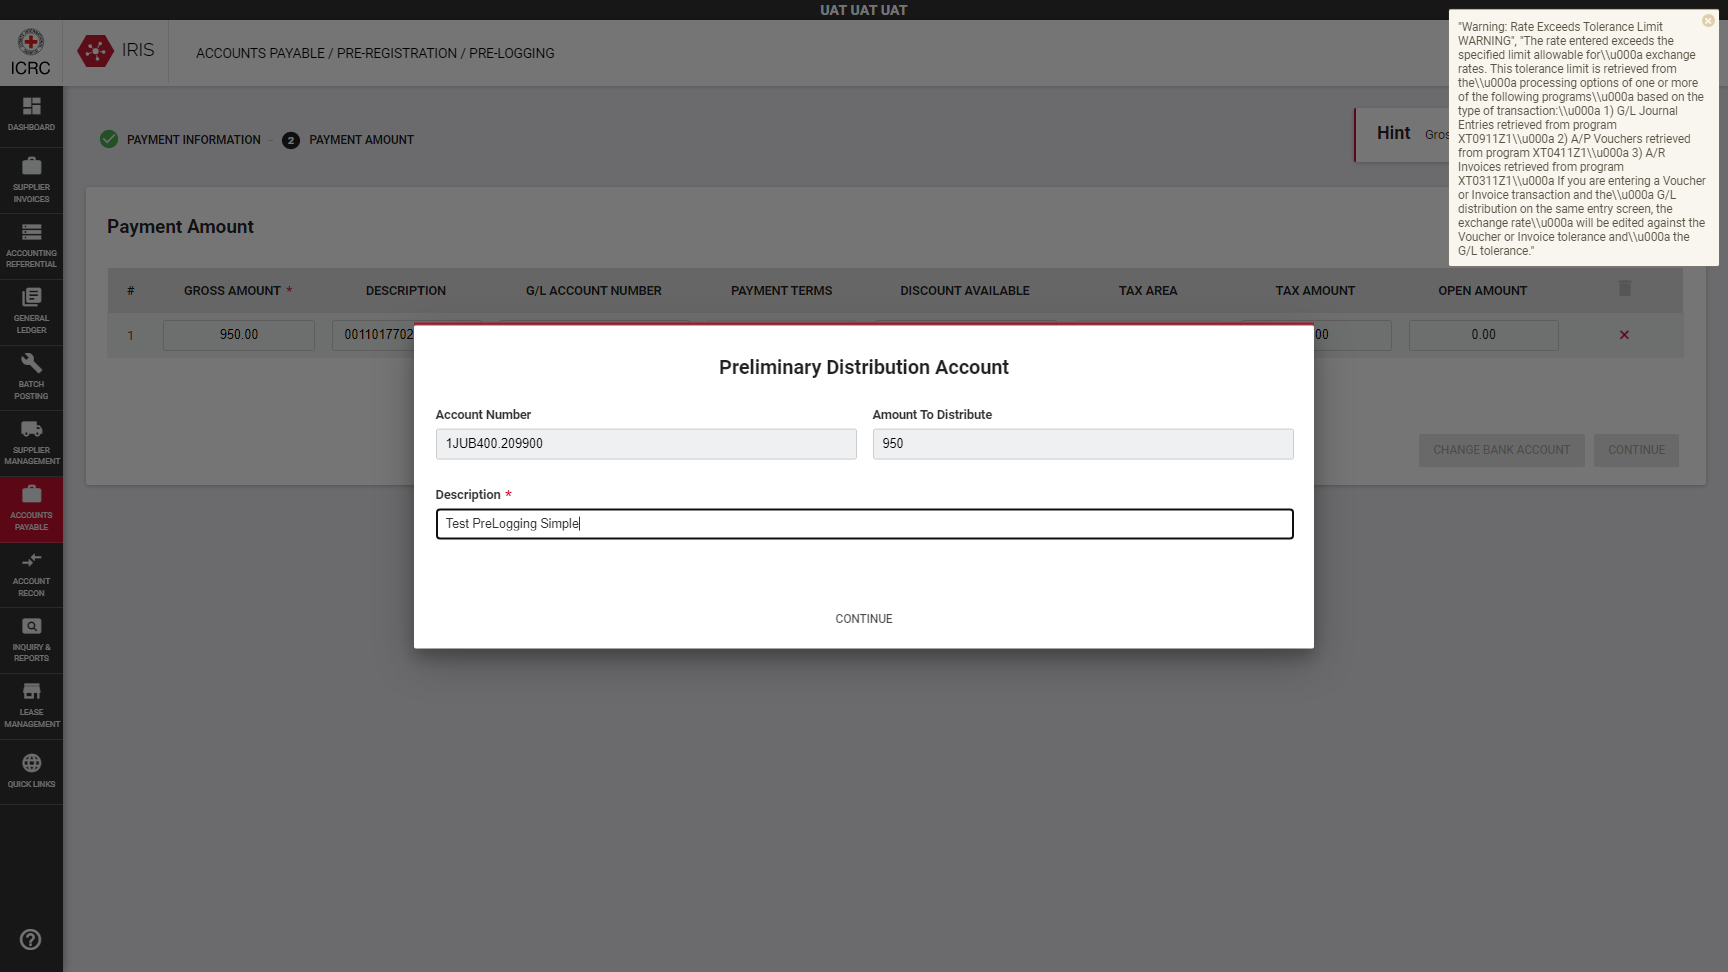 UAT UAT UAT
ICRC
IRIS
ACCOUNTS PAYABLE / PRE-REGISTRATION / PRE-LOGGING
"Warning: Rate Exceeds Tolerance Limit
WARNING", "The rate entered exceeds the
specified limit allowable for\\u000a exchange
rates. This tolerance limit is retrieved from
the\\u000a processing options of one or more
of the following programs\\u000a based on the
type of transaction:\\u000a 1) G/L Journal
Entries retrieved from program
XT0911Z1\\u000a 2) A/P Vouchers retrieved
from program XT0411Z1\\u000a 3) A/R
Invoices retrieved from program
XT0311Z1\\u000a If you are entering a Voucher
or Invoice transaction and the\\u000a G/L
distribution on the same entry screen, the
exchange rate\\u000a will be edited against the
Voucher or Invoice tolerance and\\u000a the
G/L tolerance."
DASHBOARD
SUPPLIER
INVOICES
ACCOUNTING
REFERENTIAL
GENERAL
LEDGER
BATCH
POSTING
SUPPLIER
MANAGEMENT
ACCOUNTS
PAYABLE
ACCOUNT
RECON
INQUIRY &
REPORTS
LEASE
MANAGEMENT
QUICK LINKS
PAYMENT INFORMATION - 2 PAYMENT AMOUNT
Hint Gros
Payment Amount
# GROSS AMOUNT * DESCRIPTION G/L ACCOUNT NUMBER PAYMENT TERMS DISCOUNT AVAILABLE TAX AREA TAX AMOUNT OPEN AMOUNT
1 950.00 0011017702 00 0.00
CHANGE BANK ACCOUNT CONTINUE
Preliminary Distribution Account
Account Number Amount To Distribute
1JUB400.209900 950
Description *
Test PreLogging Simple
CONTINUE